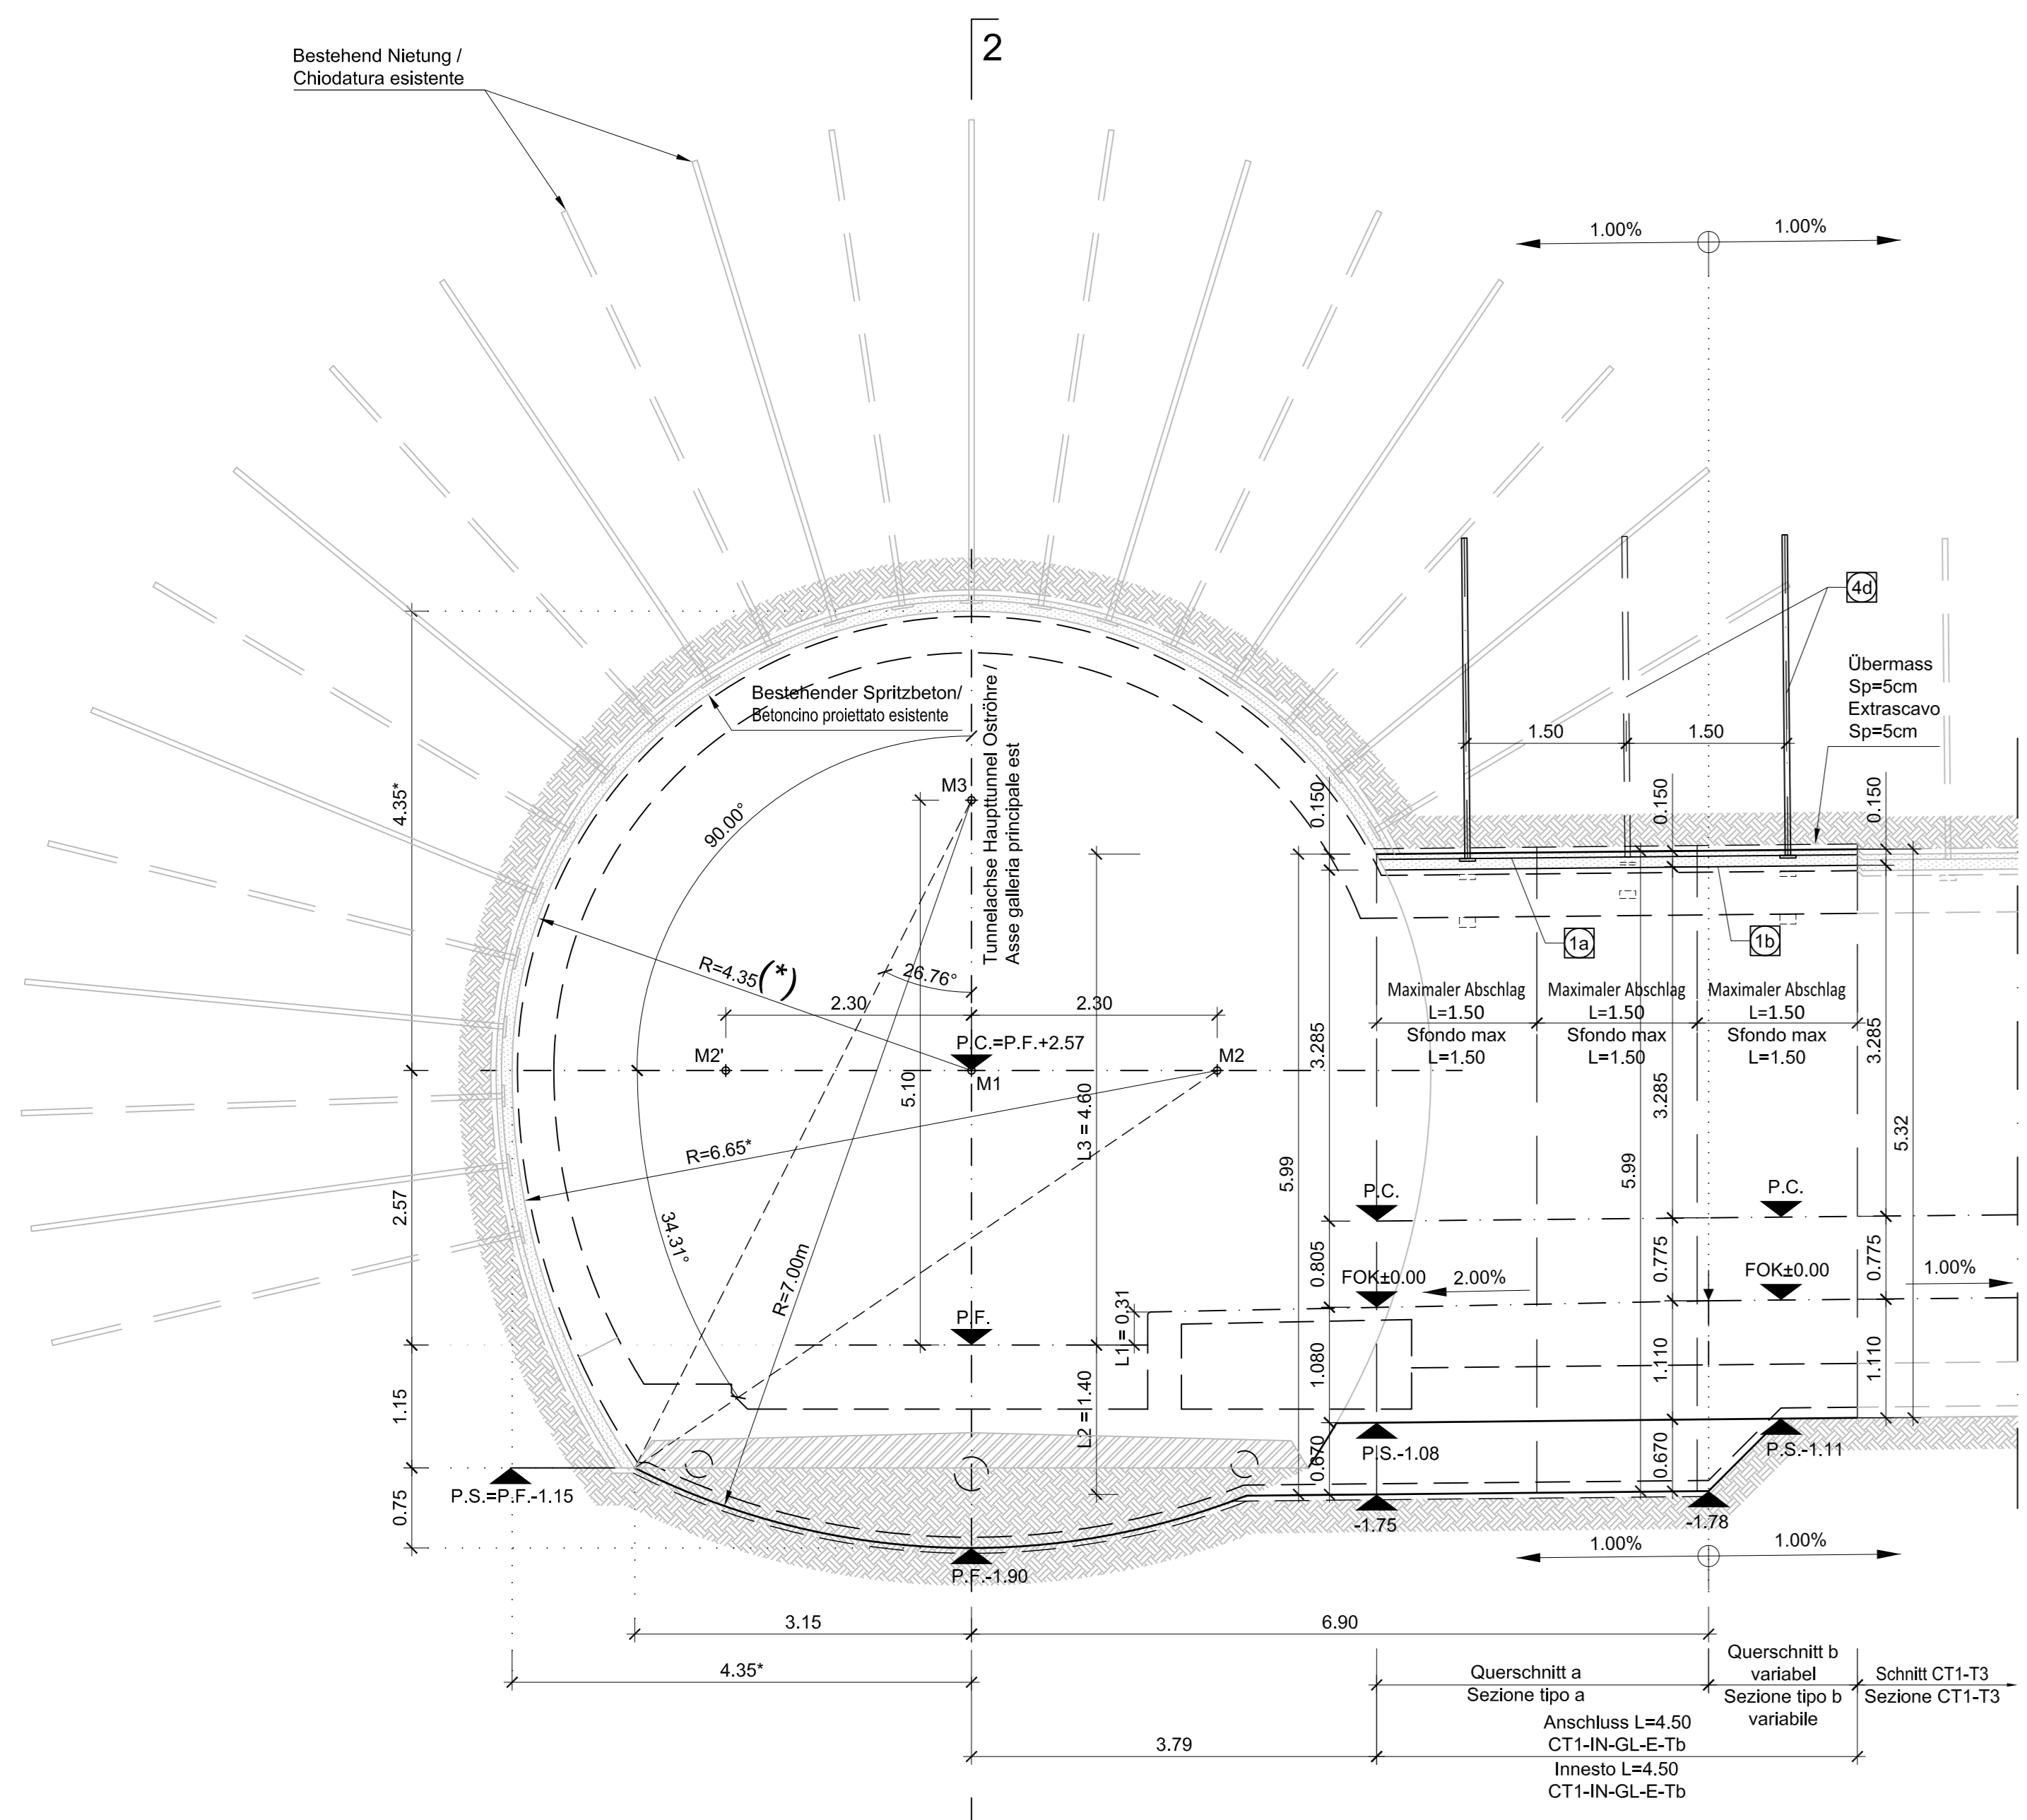 2
Bestehend Nietung /
Chiodatura esistente
1.00%
1.00%
4d
Übermass
Sp=5cm
Extrascavo
Sp=5cm
1.50
1.50
Bestehender Spritzbeton/
Betoncino proiettato esistente
Tunnelachse Haupttunnel Oströhre /
Asse galleria principale est
M3
90.00°
4.35*
0.150
0.150
0.150
1a
1b
R=4.35(*)
26.76°
2.30
2.30
P.C.=P.F.+2.57
M2'
M1
M2
5.10
L3 = 4.60
Maximaler Abschlag
L=1.50
Sfondo max
L=1.50
Maximaler Abschlag
L=1.50
Sfondo max
L=1.50
Maximaler Abschlag
L=1.50
Sfondo max
L=1.50
3.285
3.285
3.285
R=6.65*
5.99
5.99
5.32
2.57
34.31°
R=7.00m
P.C.
P.C.
0.805
0.775
0.775
FOK±0.00
2.00%
FOK±0.00
1.00%
P.F.
L1= 0.31
L2 = 1.40
1.080
1.110
1.110
1.15
0.670
0.670
P.S.-1.08
P.S.-1.11
P.S.=P.F.-1.15
0.75
-1.75
-1.78
P.F.-1.90
1.00%
1.00%
3.15
6.90
4.35*
Querschnitt a
Sezione tipo a
Querschnitt b
variabel
Sezione tipo b
variabile
Schnitt CT1-T3
Sezione CT1-T3
3.79
Anschluss L=4.50
CT1-IN-GL-E-Tb
Innesto L=4.50
CT1-IN-GL-E-Tb